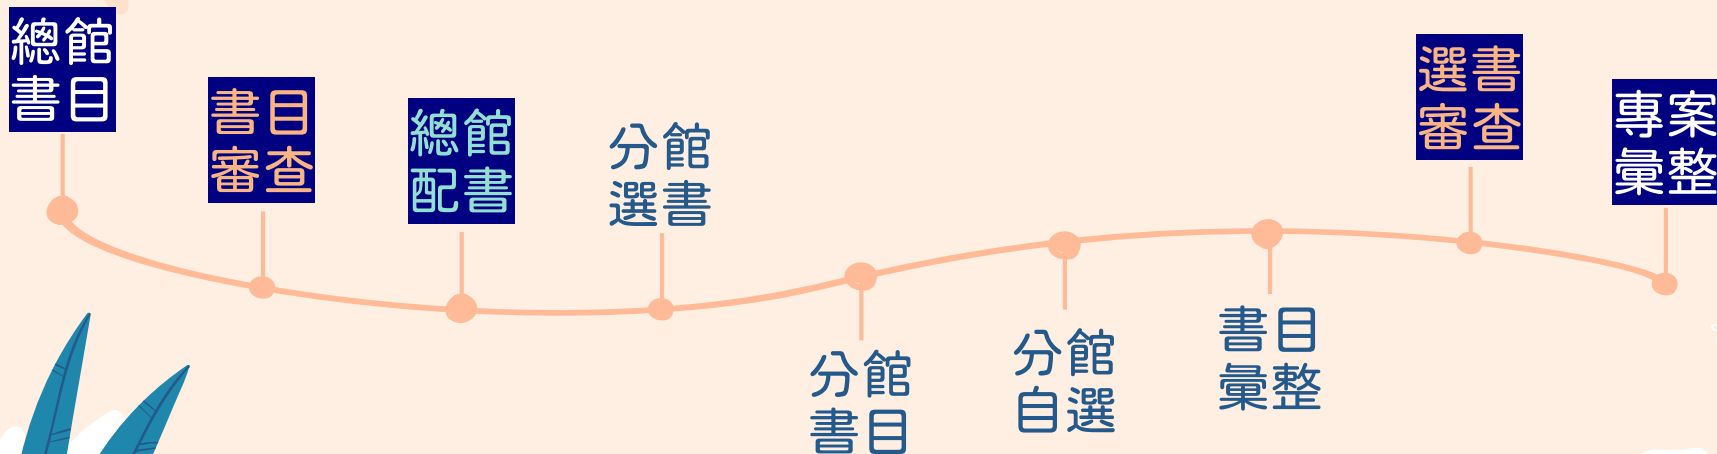 總館
書目
書目
審查
總館
配書
分館
選書
分館
書目
分館
自選
書目
彙整
選書
審查
專案
彙整